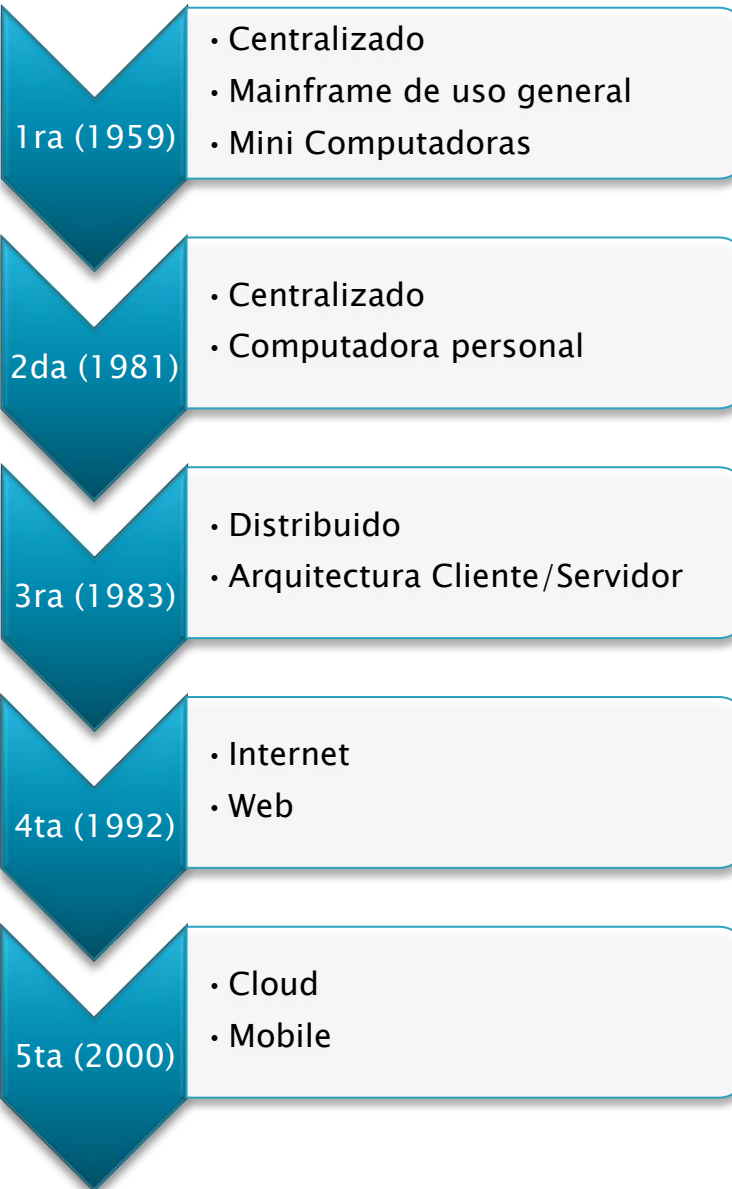 1ra (1959)
• Centralizado
• Mainframe de uso general
• Mini Computadoras
2da (1981)
• Centralizado
• Computadora personal
3ra (1983)
• Distribuido
• Arquitectura Cliente/Servidor
4ta (1992)
• Internet
• Web
5ta (2000)
• Cloud
• Mobile